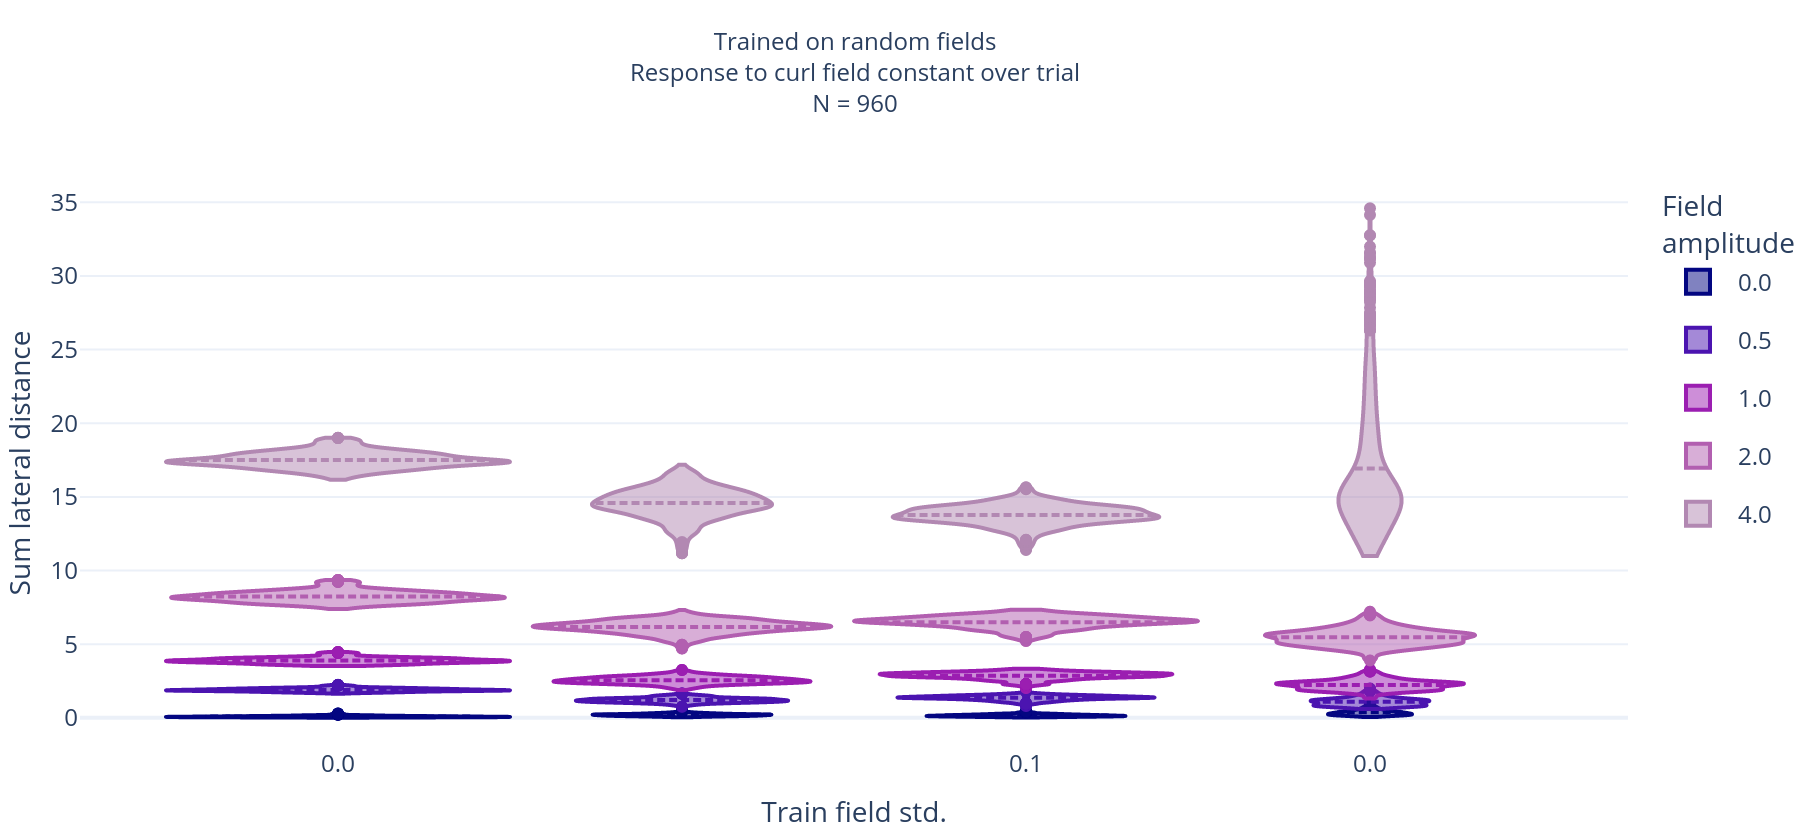 Trained on random fields
Response to curl field constant over trial
N = 960
Sum lateral distance
35
30
25
20
15
10
5
0
0.0
0.1
0.0
Train field std.
Field
amplitude
0.0
0.5
1.0
2.0
4.0